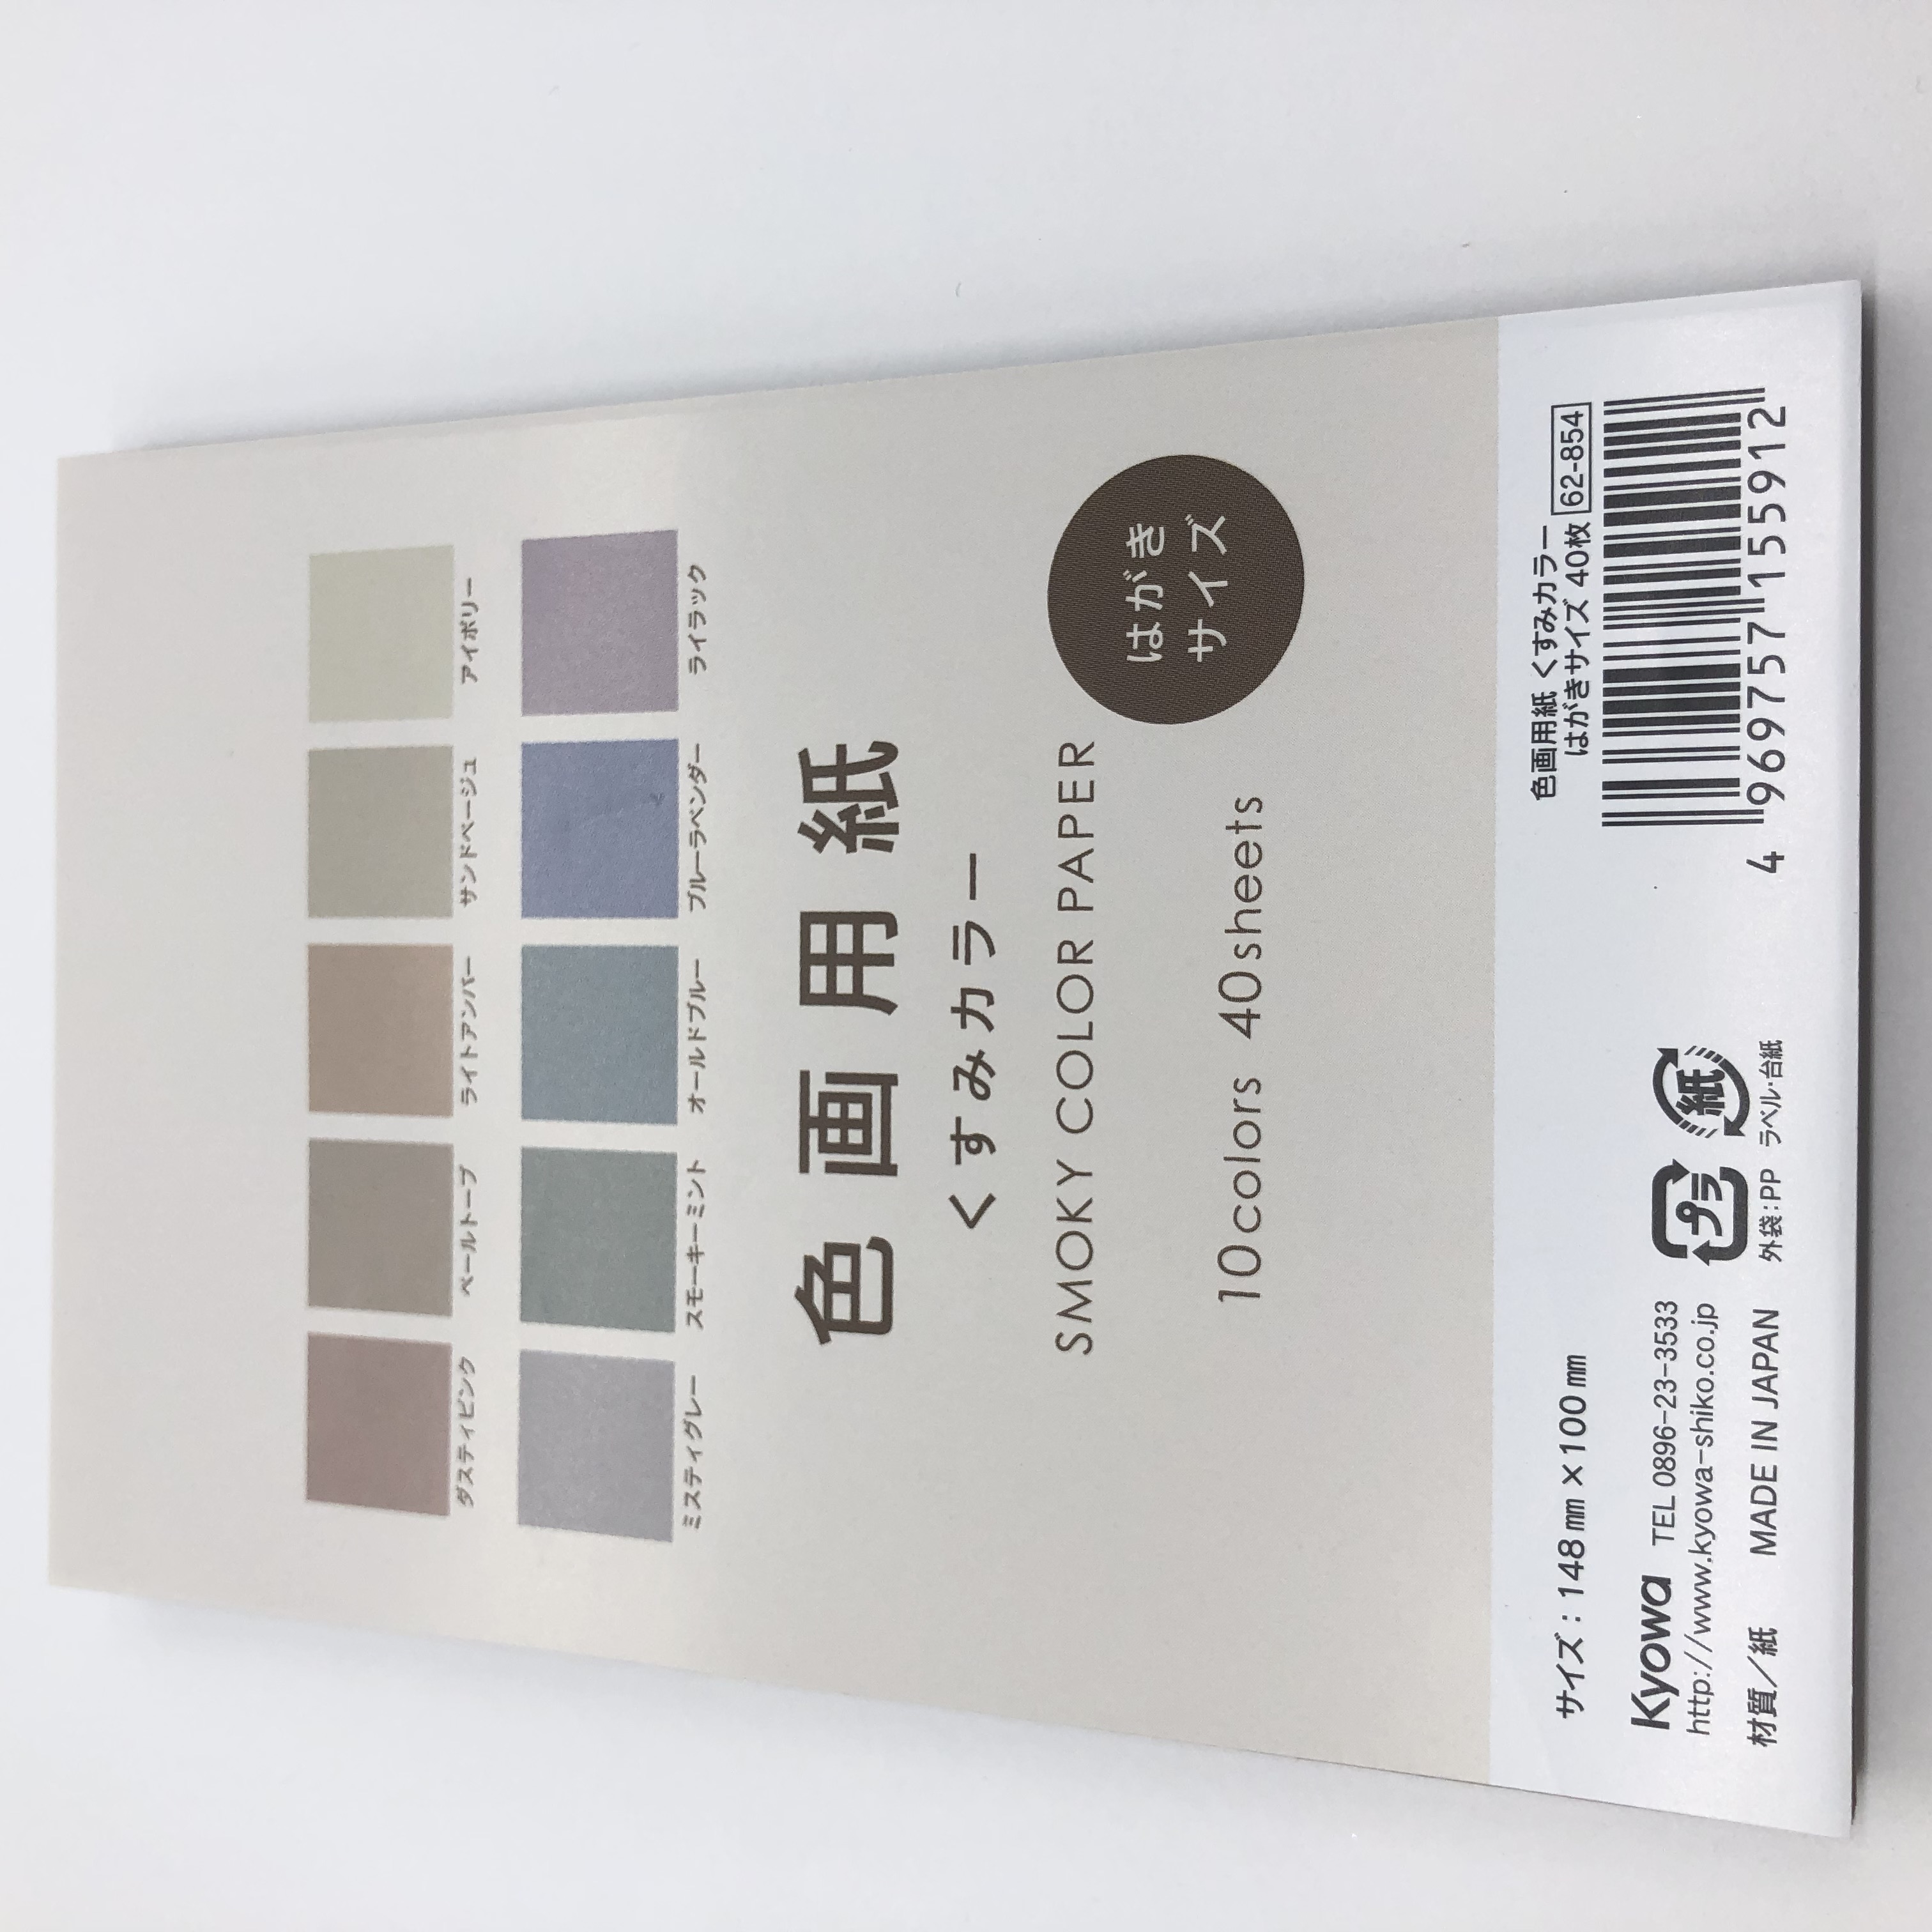 ダスティピンク
ペールトープ
ライトアンバー
サンドベージュ
アイボリー
ミスティグレー
スモーキーミント
オールドブルー
ブルーラベンダー
ライラック
色画用紙
くすみカラー
SMOKY COLOR PAPER
はがき
サイズ
10colors 40sheets
サイズ：148㎜×100㎜
Kyowa TEL 0896-23-3533
http://www.kyowa-shiko.co.jp
材質／紙 MADE IN JAPAN
プラ
外袋:PP
紙
ラベル・台紙
色画用紙 くすみカラー
はがきサイズ 40枚 62-854
4 969757 155912